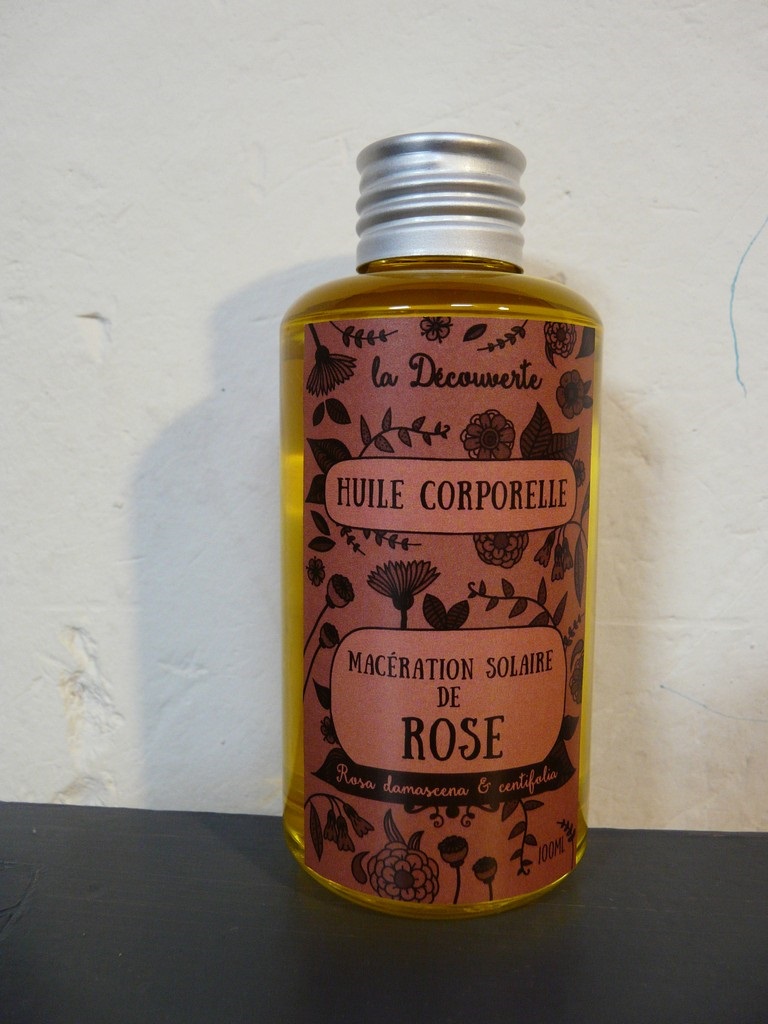 la Découverte
HUILE CORPORELLE
MACÉRATION SOLAIRE
DE
ROSE
Rosa damascena & centifolia
100ML